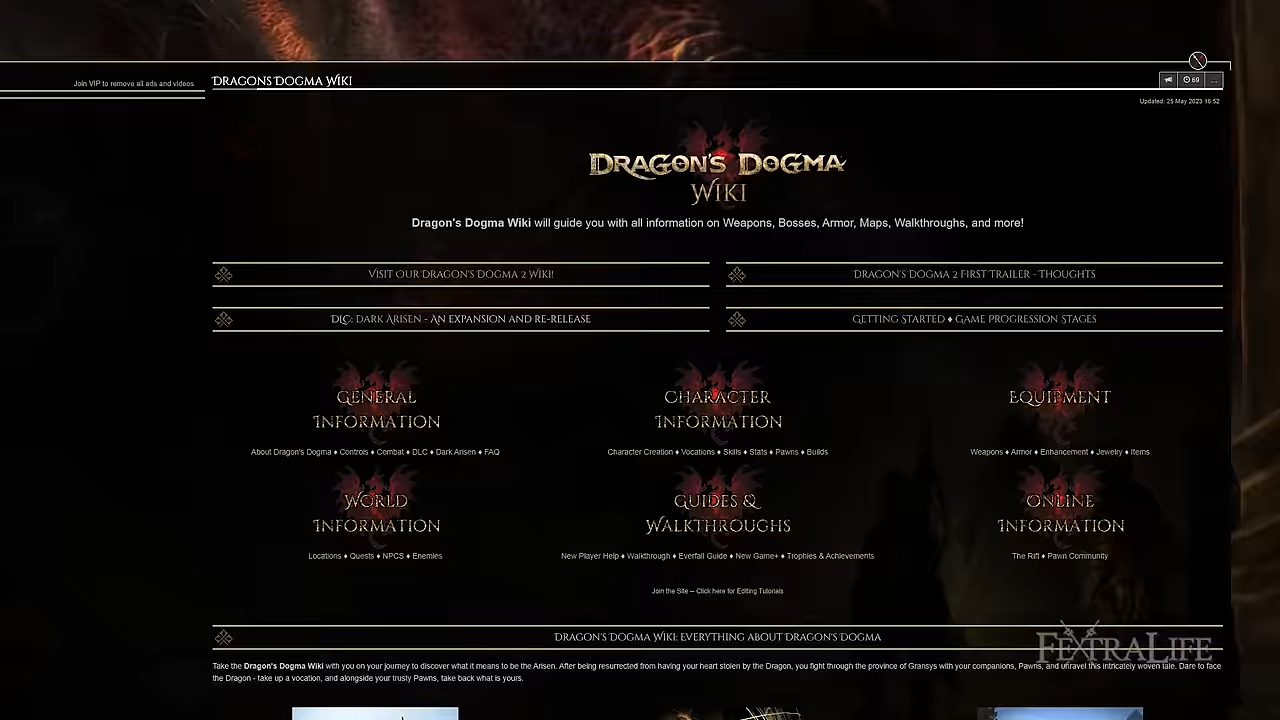 Join VIP to remove all ads and videos
DRAGONS DOGMA WIKI
69
...
Updated: 25 May 2023 16:52
DRAGON'S DOGMA
WIKI
Dragon's Dogma Wiki will guide you with all information on Weapons, Bosses, Armor, Maps, Walkthroughs, and more!
VISIT OUR DRAGON'S DOGMA 2 WIKI!
DRAGON'S DOGMA 2 FIRST TRAILER - THOUGHTS
DLC: DARK ARISEN - AN EXPANSION AND RE-RELEASE
GETTING STARTED ♦ GAME PROGRESSION STAGES
GENERAL
INFORMATION
About Dragon's Dogma ♦ Controls ♦ Combat ♦ DLC ♦ Dark Arisen ♦ FAQ
CHARACTER
INFORMATION
Character Creation ♦ Vocations ♦ Skills ♦ Stats ♦ Pawns ♦ Builds
EQUIPMENT
Weapons ♦ Armor ♦ Enhancement ♦ Jewelry ♦ Items
WORLD
INFORMATION
Locations ♦ Quests ♦ NPCS ♦ Enemies
GUIDES &
WALKTHROUGHS
New Player Help ♦ Walkthrough ♦ Everfall Guide ♦ New Game+ ♦ Trophies & Achievements
ONLINE
INFORMATION
The Rift ♦ Pawn Community
Join the Site – Click here for Editing Tutorials
DRAGON'S DOGMA WIKI: EVERYTHING ABOUT DRAGON'S DOGMA
FEXTRALIFE
Take the Dragon's Dogma Wiki with you on your journey to discover what it means to be the Arisen. After being resurrected from having your heart stolen by the Dragon, you fight through the province of Gransys with your companions, Pawns, and unravel this intricately woven tale. Dare to face
the Dragon - take up a vocation, and alongside your trusty Pawns, take back what is yours.